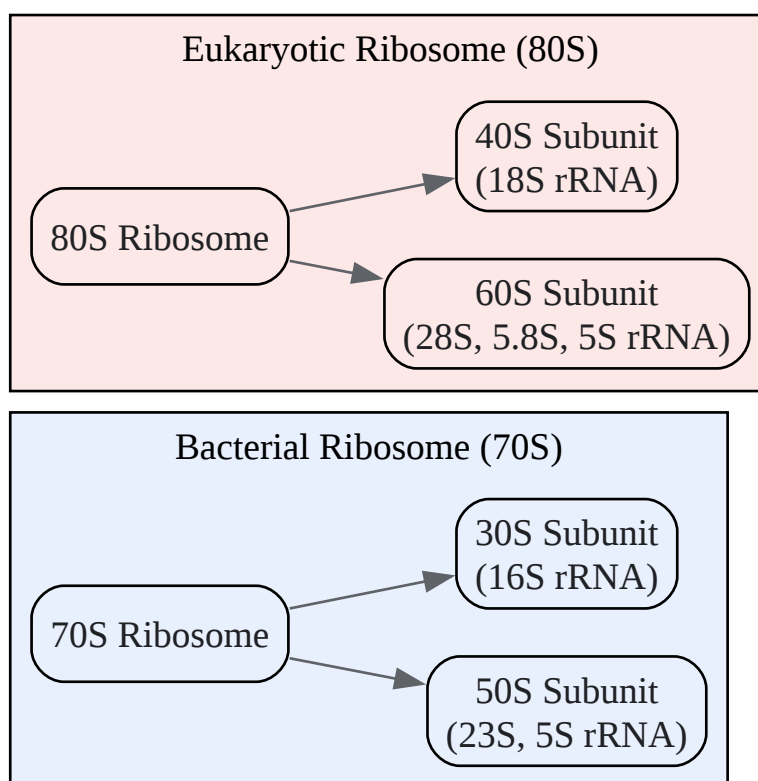 Eukaryotic Ribosome (80S)
40S Subunit
(18S rRNA)
80S Ribosome
60S Subunit
(28S, 5.8S, 5S rRNA)
Bacterial Ribosome (70S)
30S Subunit
(16S rRNA)
70S Ribosome
50S Subunit
(23S, 5S rRNA)